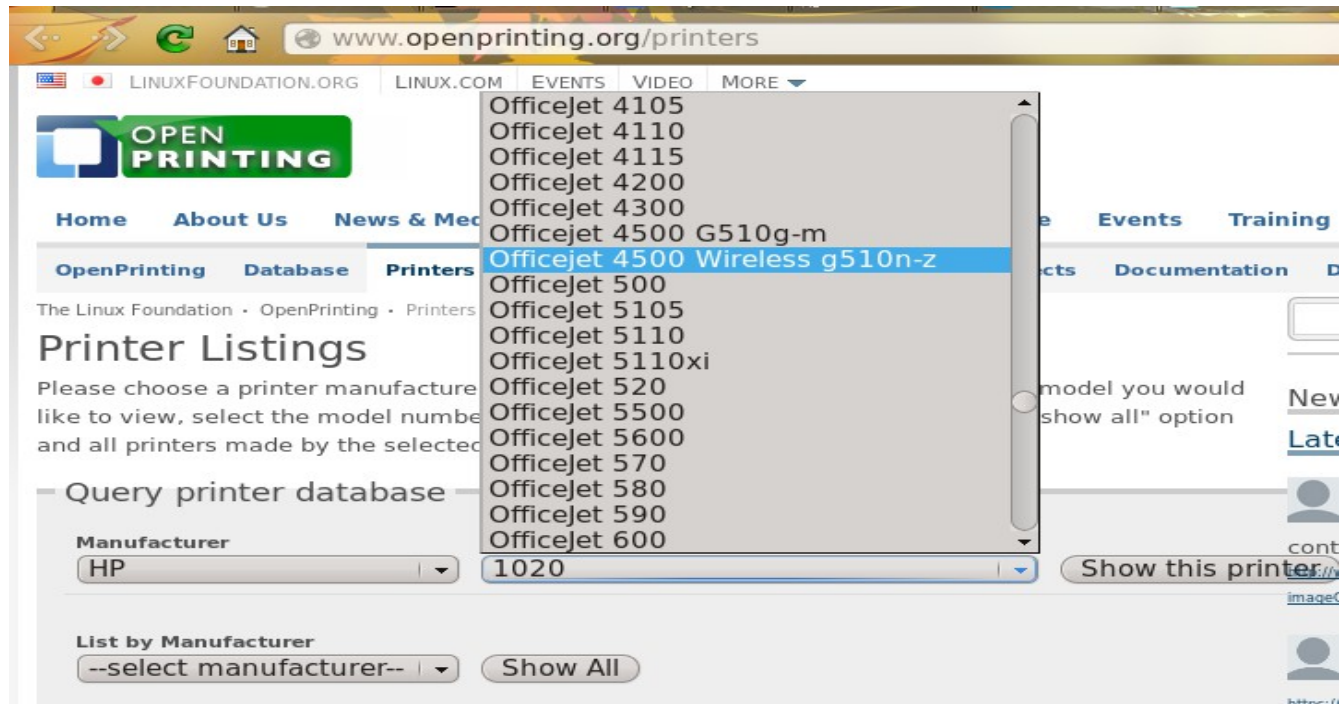 www.openprinting.org/printers
LINUXFOUNDATION.ORG LINUX.COM EVENTS VIDEO MORE
OPEN
PRINTING
Home About Us News & Med e Events Training
OpenPrinting Database Printers cts Documentation D
The Linux Foundation • OpenPrinting • Printers
Printer Listings
Please choose a printer manufacture model you would
like to view, select the model numbe show all" option
and all printers made by the selected
OfficeJet 4105
OfficeJet 4110
OfficeJet 4115
OfficeJet 4200
OfficeJet 4300
Officejet 4500 G510g-m
Officejet 4500 Wireless g510n-z
OfficeJet 500
OfficeJet 5105
OfficeJet 5110
OfficeJet 5110xi
OfficeJet 520
OfficeJet 5500
OfficeJet 5600
OfficeJet 570
OfficeJet 580
OfficeJet 590
OfficeJet 600
Query printer database
Manufacturer
HP 1020 Show this printer
List by Manufacturer
--select manufacturer-- Show All
New
Late
cont